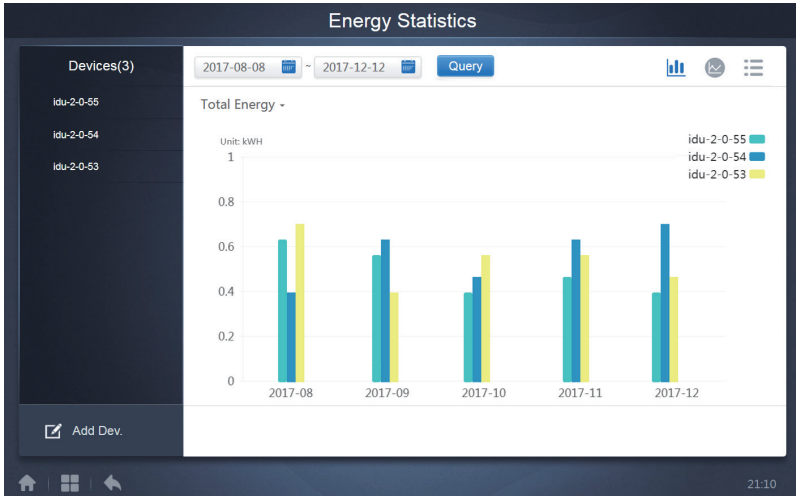 Energy Statistics
Devices(3)
idu-2-0-55
idu-2-0-54
idu-2-0-53
Add Dev.
2017-08-08 ~ 2017-12-12 Query
Total Energy
Unit: kWH
idu-2-0-55
idu-2-0-54
idu-2-0-53
1
0.8
0.6
0.4
0.2
0
2017-08 2017-09 2017-10 2017-11 2017-12
21:10